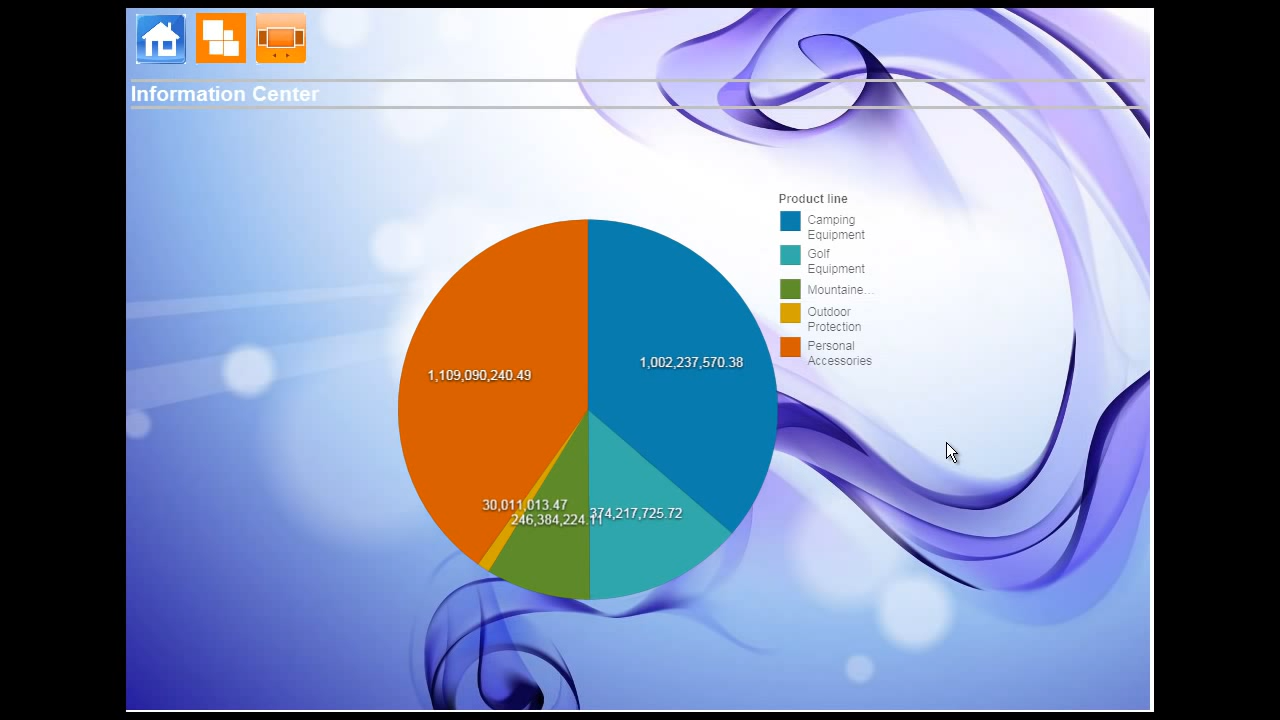 Information Center
Product line
Camping
Equipment
Golf
Equipment
Mountaine...
Outdoor
Protection
Personal
Accessories
1,002,237,570.38
1,109,090,240.49
30,011,013.47
374,217,725.72
246,384,224.11